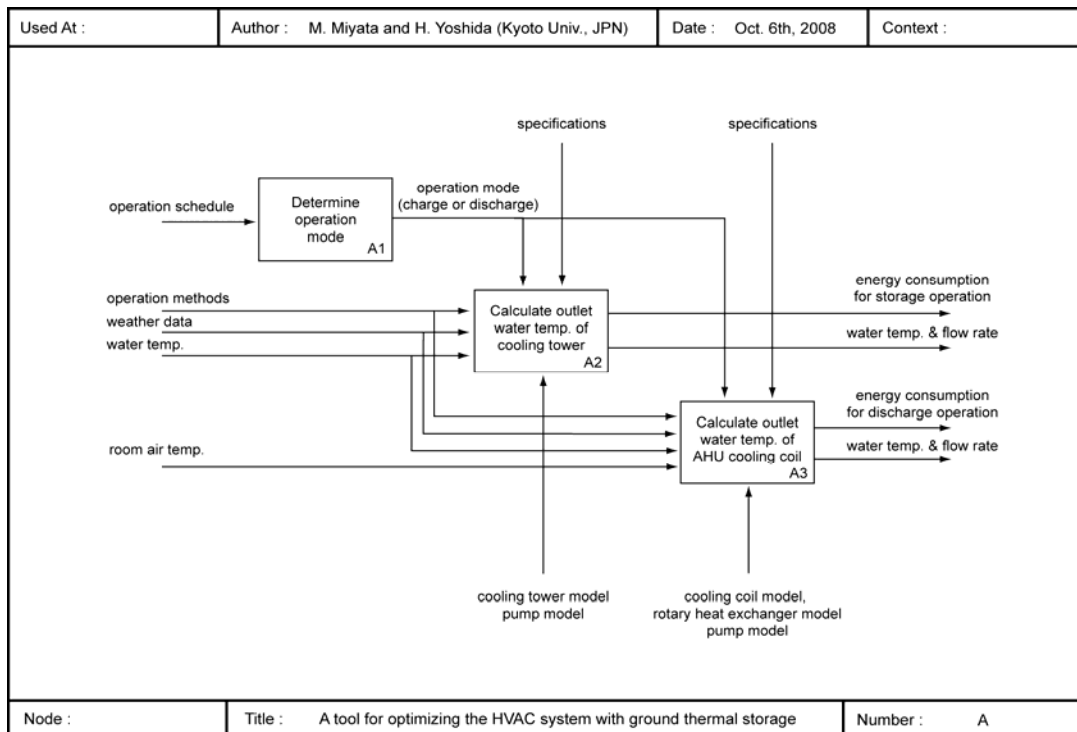 Used At :
Author : M. Miyata and H. Yoshida (Kyoto Univ., JPN)
Date : Oct. 6th, 2008
Context :
specifications
specifications
operation schedule
Determine
operation
mode
A1
operation mode
(charge or discharge)
operation methods
weather data
water temp.
Calculate outlet
water temp. of
cooling tower
A2
energy consumption
for storage operation
water temp. & flow rate
room air temp.
Calculate outlet
water temp. of
AHU cooling coil
A3
energy consumption
for discharge operation
water temp. & flow rate
cooling tower model
pump model
cooling coil model,
rotary heat exchanger model
pump model
Node :
Title : A tool for optimizing the HVAC system with ground thermal storage
Number : A